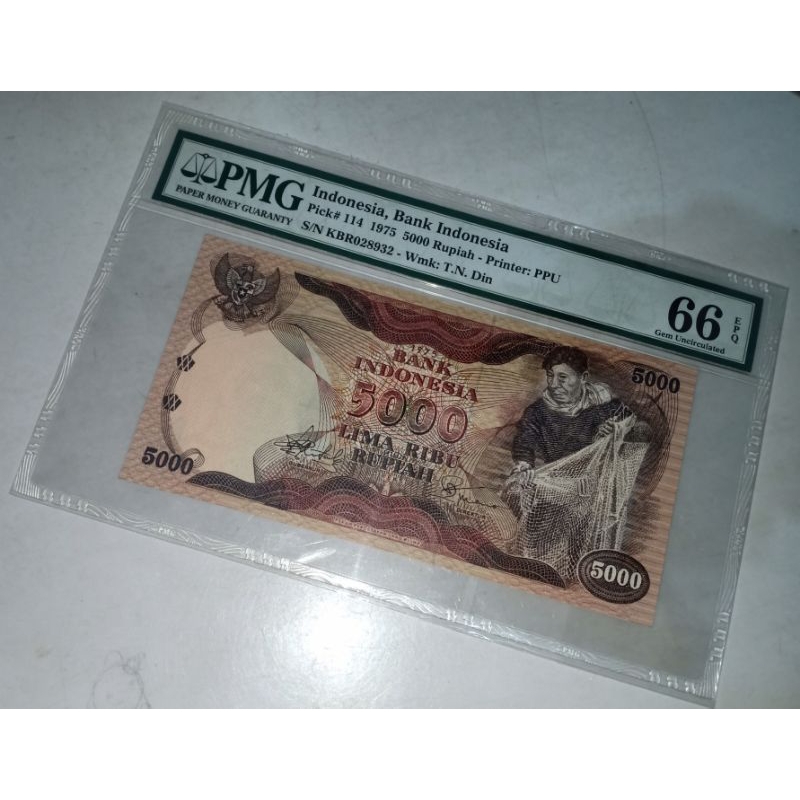 PMG
PAPER MONEY GUARANTY
Indonesia, Bank Indonesia
Pick# 114 1975 5000 Rupiah - Printer: PPU
S/N KBR028932 - Wmk: T.N. Din
66 EPQ
Gem Uncirculated
1975
BANK
INDONESIA
5000
LIMA RIBU
RUPIAH
5000
5000
5000